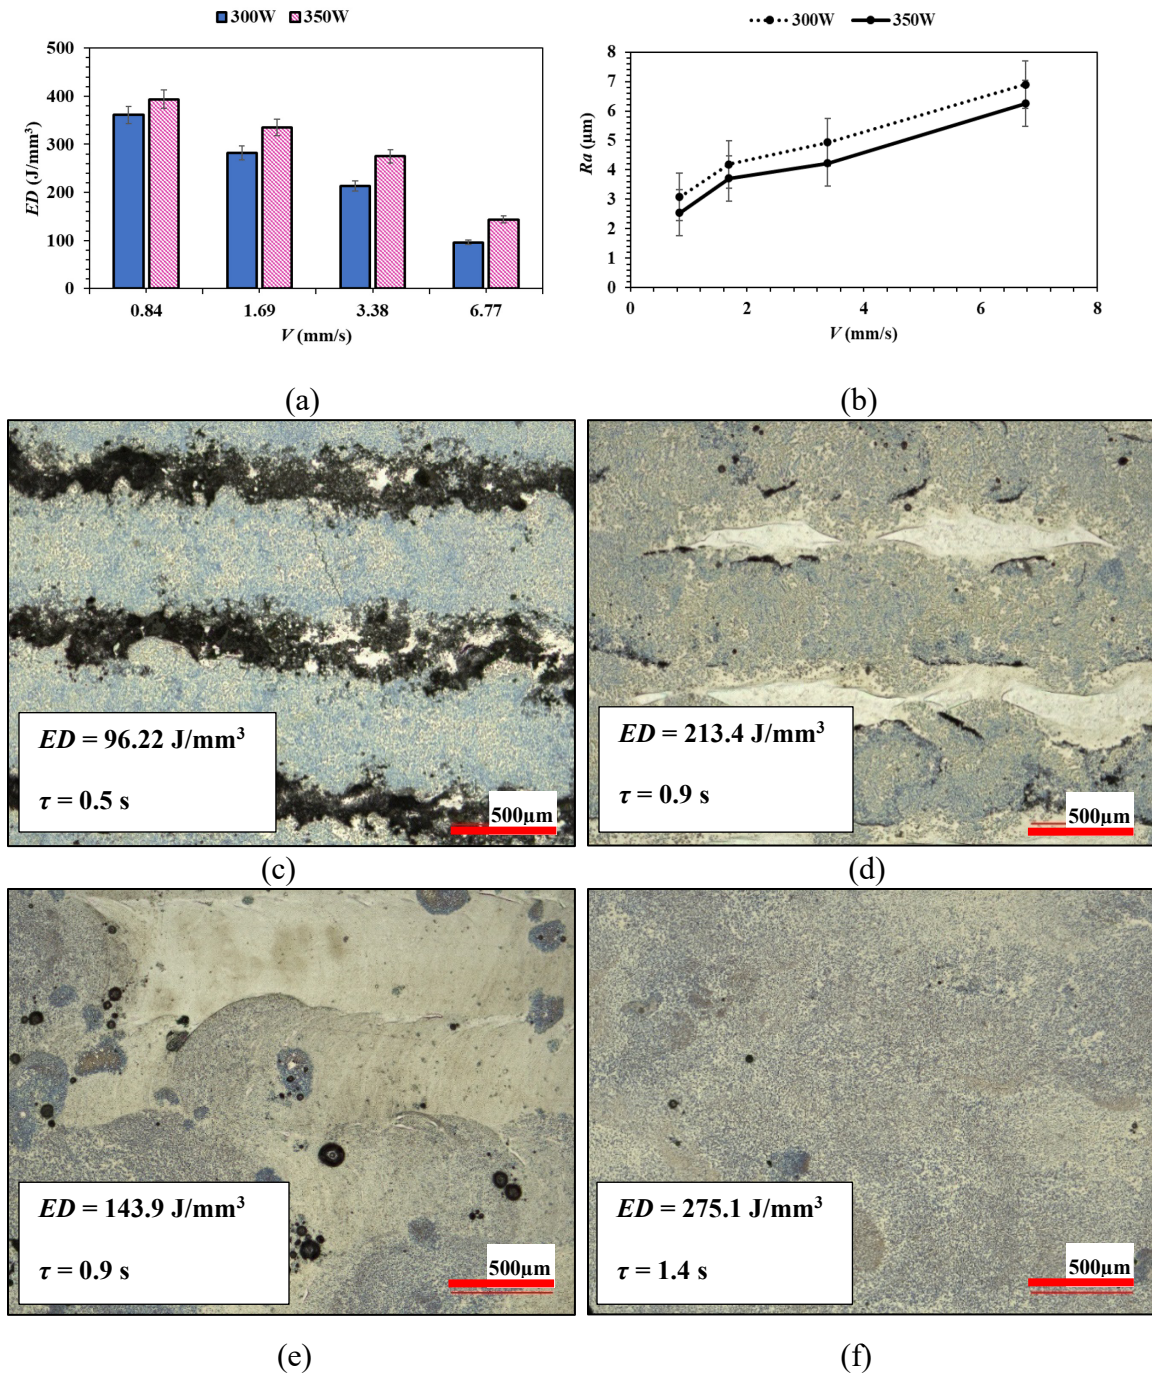 300W 350W
500
400
300
200
100
0
ED (J/mm³)
0.84 1.69 3.38 6.77
V (mm/s)
(a)
300W 350W
8
7
6
5
4
3
2
1
0
Ra (μm)
0 2 4 6 8
V (mm/s)
(b)
ED = 96.22 J/mm³
τ = 0.5 s
500μm
(c)
ED = 213.4 J/mm³
τ = 0.9 s
500μm
(d)
ED = 143.9 J/mm³
τ = 0.9 s
500μm
(e)
ED = 275.1 J/mm³
τ = 1.4 s
500μm
(f)